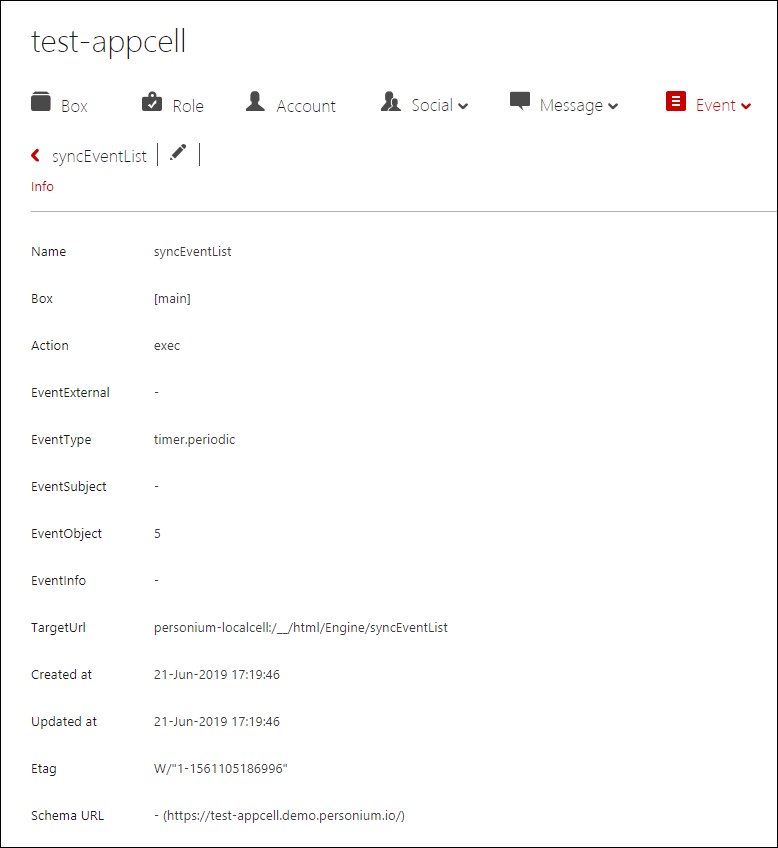 test-appcell
Box Role Account Social Message Event
syncEventList
Info
Name syncEventList
Box [main]
Action exec
EventExternal -
EventType timer.periodic
EventSubject -
EventObject 5
EventInfo -
TargetUrl personium-localcell:/__/html/Engine/syncEventList
Created at 21-Jun-2019 17:19:46
Updated at 21-Jun-2019 17:19:46
Etag W/"1-1561105186996"
Schema URL - (https://test-appcell.demo.personium.io/)